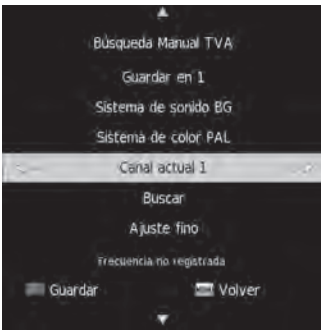 Búsqueda Manual TVA
Guardar en 1
Sistema de sonido BG
Sistema de color PAL
Canal actual 1
Buscar
Ajuste fino
Frecuencia no registrada
Guardar Volver